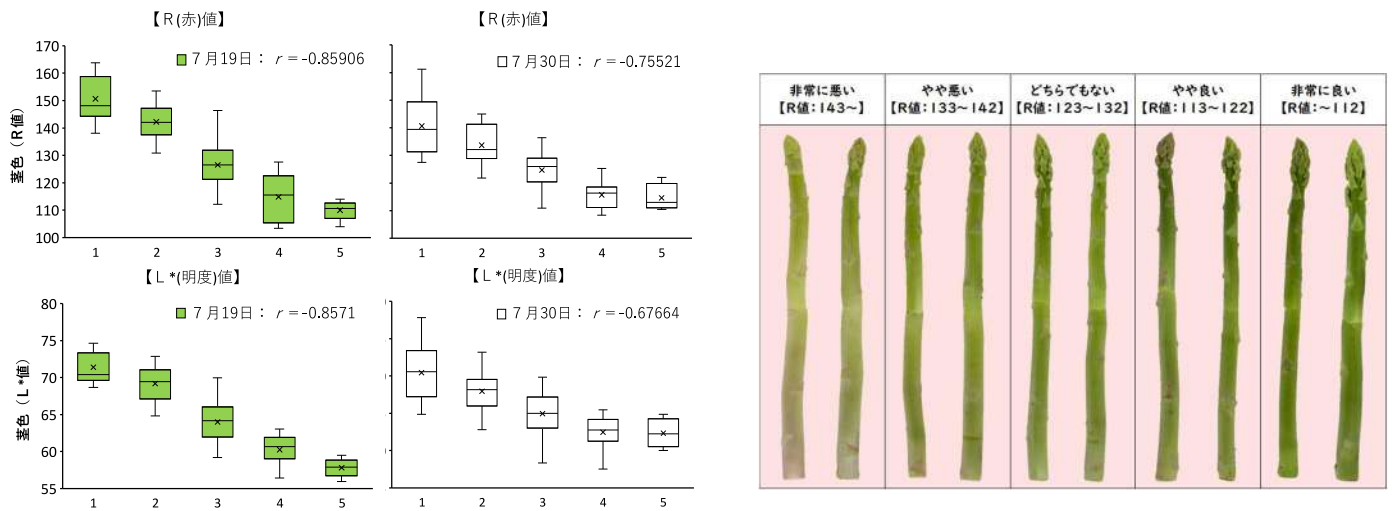 【R(赤)値】
7月19日： r =-0.85906
茎色（R値）
170
160
150
140
130
120
110
100
1 2 3 4 5
【R(赤)値】
7月30日： r =-0.75521
1 2 3 4 5
【L*(明度)値】
7月19日： r =-0.8571
茎色（L*値）
80
75
70
65
60
55
1 2 3 4 5
【L*(明度)値】
7月30日： r =-0.67664
1 2 3 4 5
非常に悪い
【R値：143～】
やや悪い
【R値：133～142】
どちらでもない
【R値：123～132】
やや良い
【R値：113～122】
非常に良い
【R値：～112】